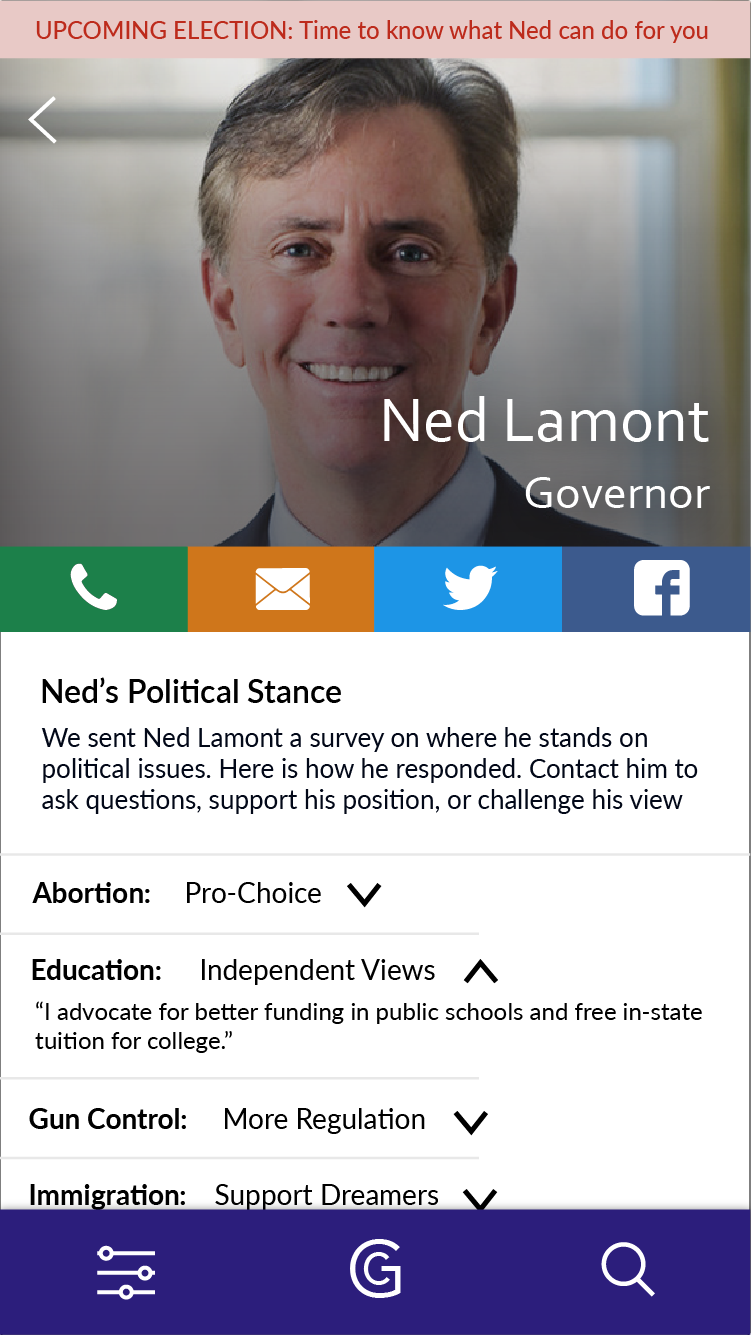 UPCOMING ELECTION: Time to know what Ned can do for you
Ned Lamont
Governor
Ned’s Political Stance
We sent Ned Lamont a survey on where he stands on
political issues. Here is how he responded. Contact him to
ask questions, support his position, or challenge his view
Abortion: Pro-Choice
Education: Independent Views
“I advocate for better funding in public schools and free in-state
tuition for college.”
Gun Control: More Regulation
Immigration: Support Dreamers